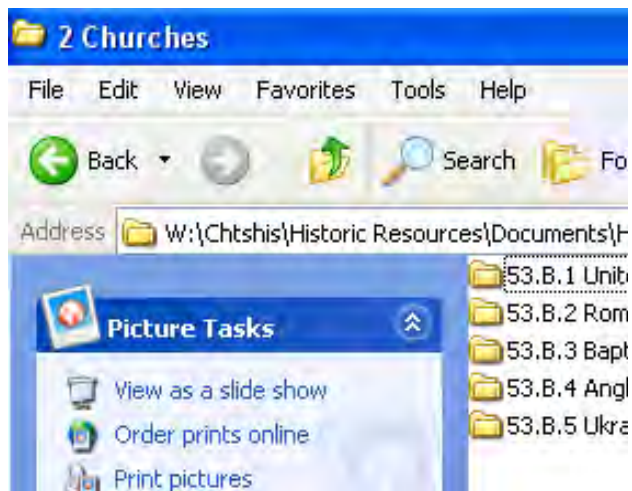 2 Churches
File Edit View Favorites Tools Help
Back Search Fo
Address W:\Chtshis\Historic Resources\Documents\H
53.B.1 Unite
53.B.2 Rom
53.B.3 Bapt
53.B.4 Angl
53.B.5 Ukra
Picture Tasks
View as a slide show
Order prints online
Print pictures